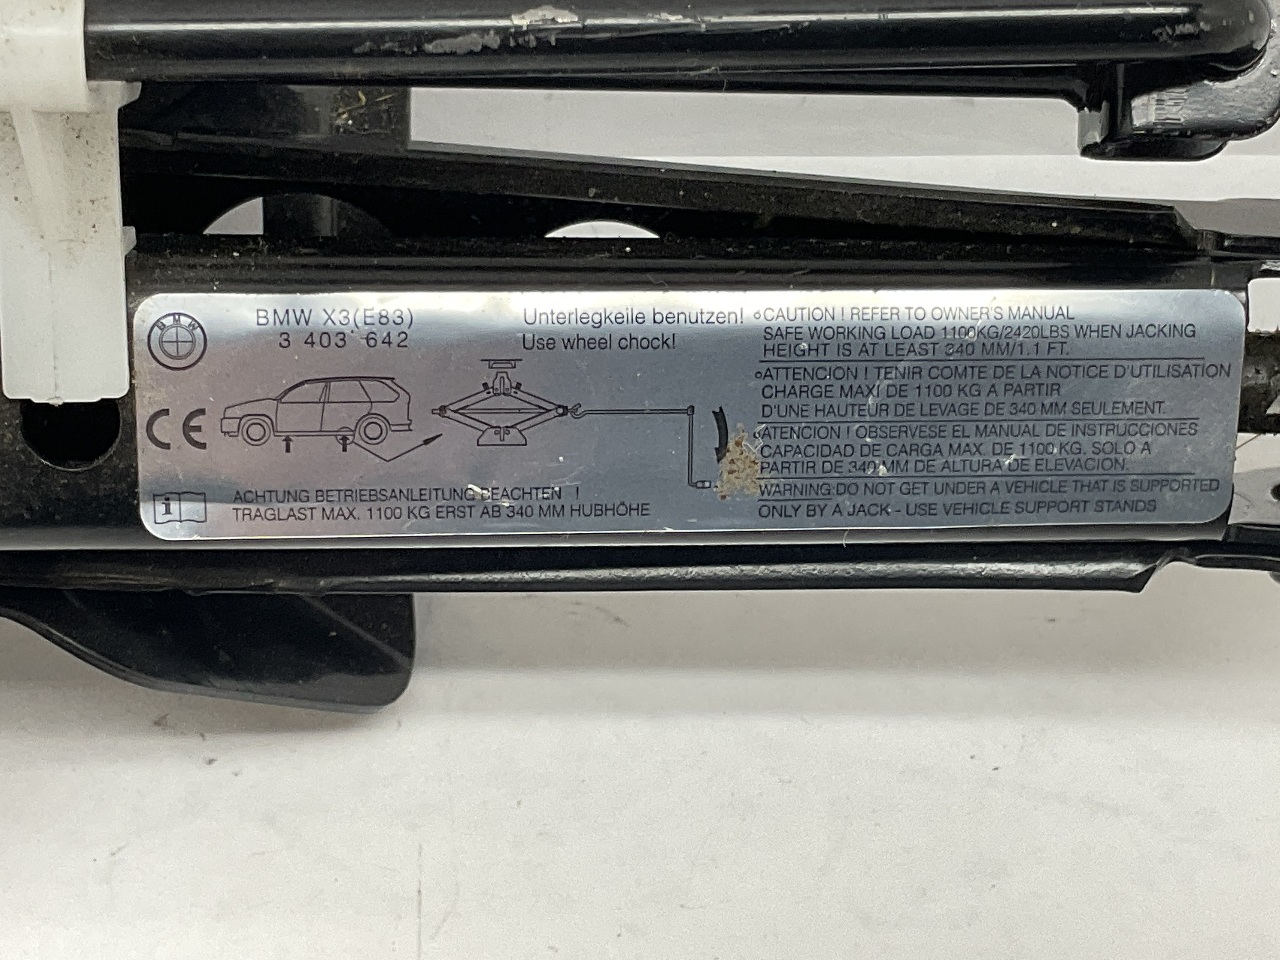 BMW
BMW X3(E83)
3 403 642
Unterlegkeile benutzen!
Use wheel chock!
CE
i
ACHTUNG BETRIEBSANLEITUNG BEACHTEN !
TRAGLAST MAX. 1100 KG ERST AB 340 MM HUBHÖHE
CAUTION ! REFER TO OWNER'S MANUAL
SAFE WORKING LOAD 1100KG/2420LBS WHEN JACKING
HEIGHT IS AT LEAST 340 MM/1.1 FT.
ATTENCION ! TENIR COMTE DE LA NOTICE D'UTILISATION
CHARGE MAXI DE 1100 KG A PARTIR
D'UNE HAUTEUR DE LEVAGE DE 340 MM SEULEMENT.
ATENCION ! OBSERVESE EL MANUAL DE INSTRUCCIONES
CAPACIDAD DE CARGA MAX. DE 1100 KG. SOLO A
PARTIR DE 340 MM DE ALTURA DE ELEVACION.
WARNING: DO NOT GET UNDER A VEHICLE THAT IS SUPPORTED
ONLY BY A JACK - USE VEHICLE SUPPORT STANDS